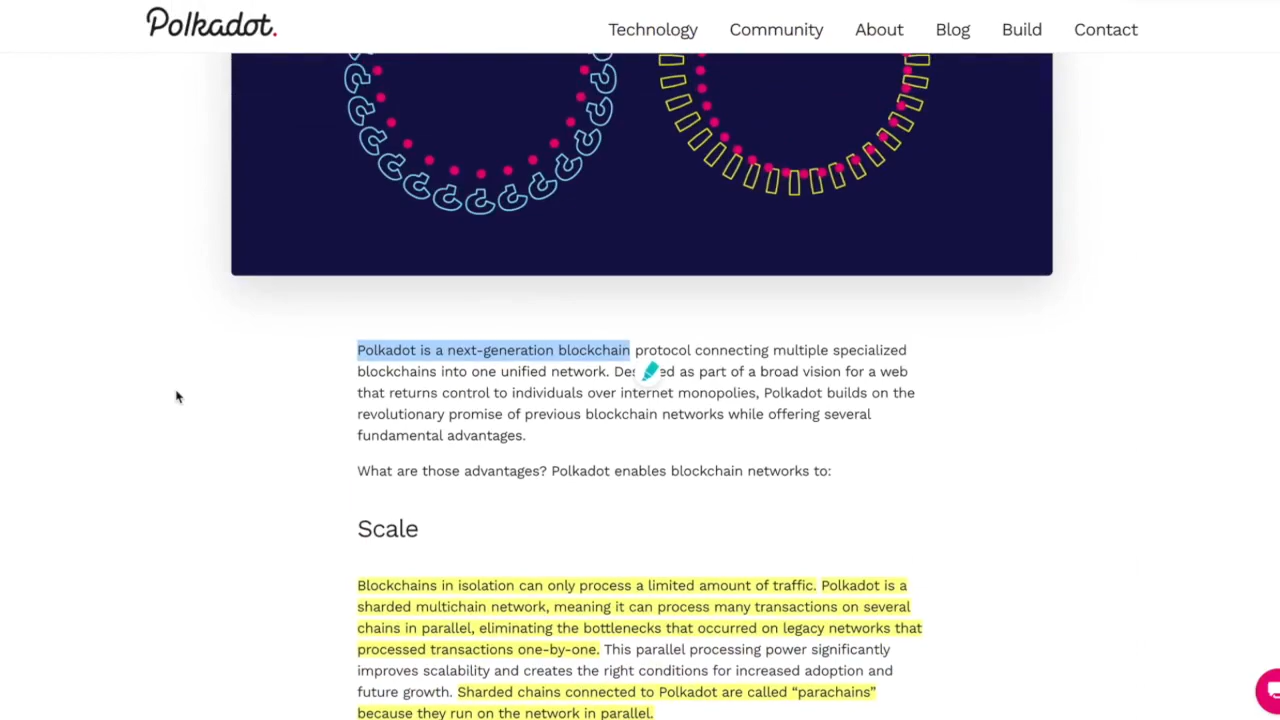 Polkadot.
Technology Community About Blog Build Contact
Polkadot is a next-generation blockchain protocol connecting multiple specialized
blockchains into one unified network. De ed as part of a broad vision for a web
that returns control to individuals over internet monopolies, Polkadot builds on the
revolutionary promise of previous blockchain networks while offering several
fundamental advantages.
What are those advantages? Polkadot enables blockchain networks to:
Scale
Blockchains in isolation can only process a limited amount of traffic. Polkadot is a
sharded multichain network, meaning it can process many transactions on several
chains in parallel, eliminating the bottlenecks that occurred on legacy networks that
processed transactions one-by-one. This parallel processing power significantly
improves scalability and creates the right conditions for increased adoption and
future growth. Sharded chains connected to Polkadot are called “parachains”
because they run on the network in parallel.